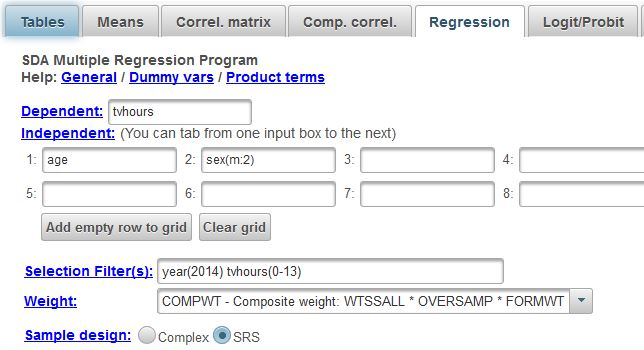 Tables Means Correl. matrix Comp. correl. Regression Logit/Probit
SDA Multiple Regression Program
Help: General / Dummy vars / Product terms
Dependent: tvhours
Independent: (You can tab from one input box to the next)
1: age 2: sex(m:2) 3: 4:
5: 6: 7: 8:
Add empty row to grid Clear grid
Selection Filter(s): year(2014) tvhours(0-13)
Weight: COMPWT - Composite weight: WTSSALL * OVERSAMP * FORMWT
Sample design: Complex SRS